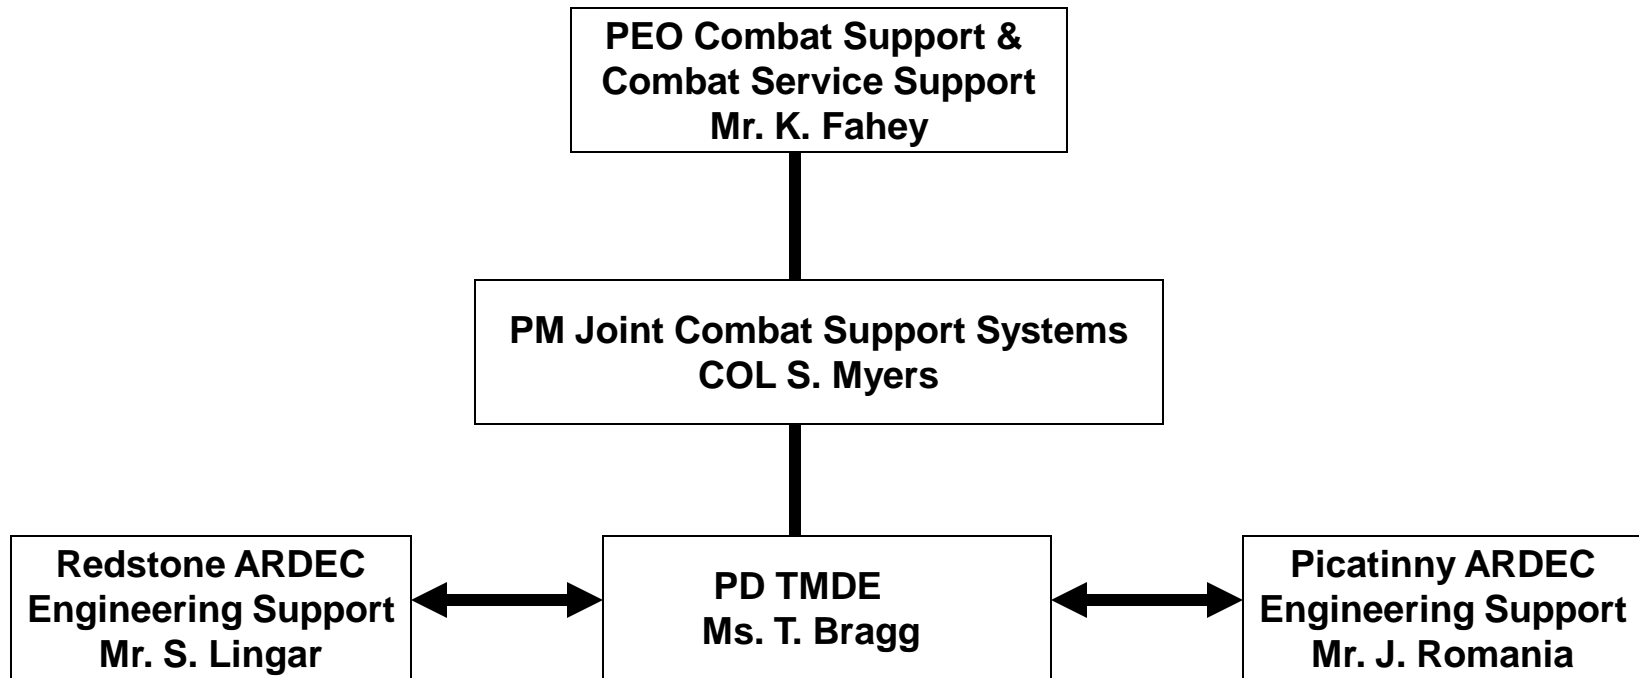 PEO Combat Support &
Combat Service Support
Mr. K. Fahey
PM Joint Combat Support Systems
COL S. Myers
Redstone ARDEC
Engineering Support
Mr. S. Lingar
PD TMDE
Ms. T. Bragg
Picatinny ARDEC
Engineering Support
Mr. J. Romania